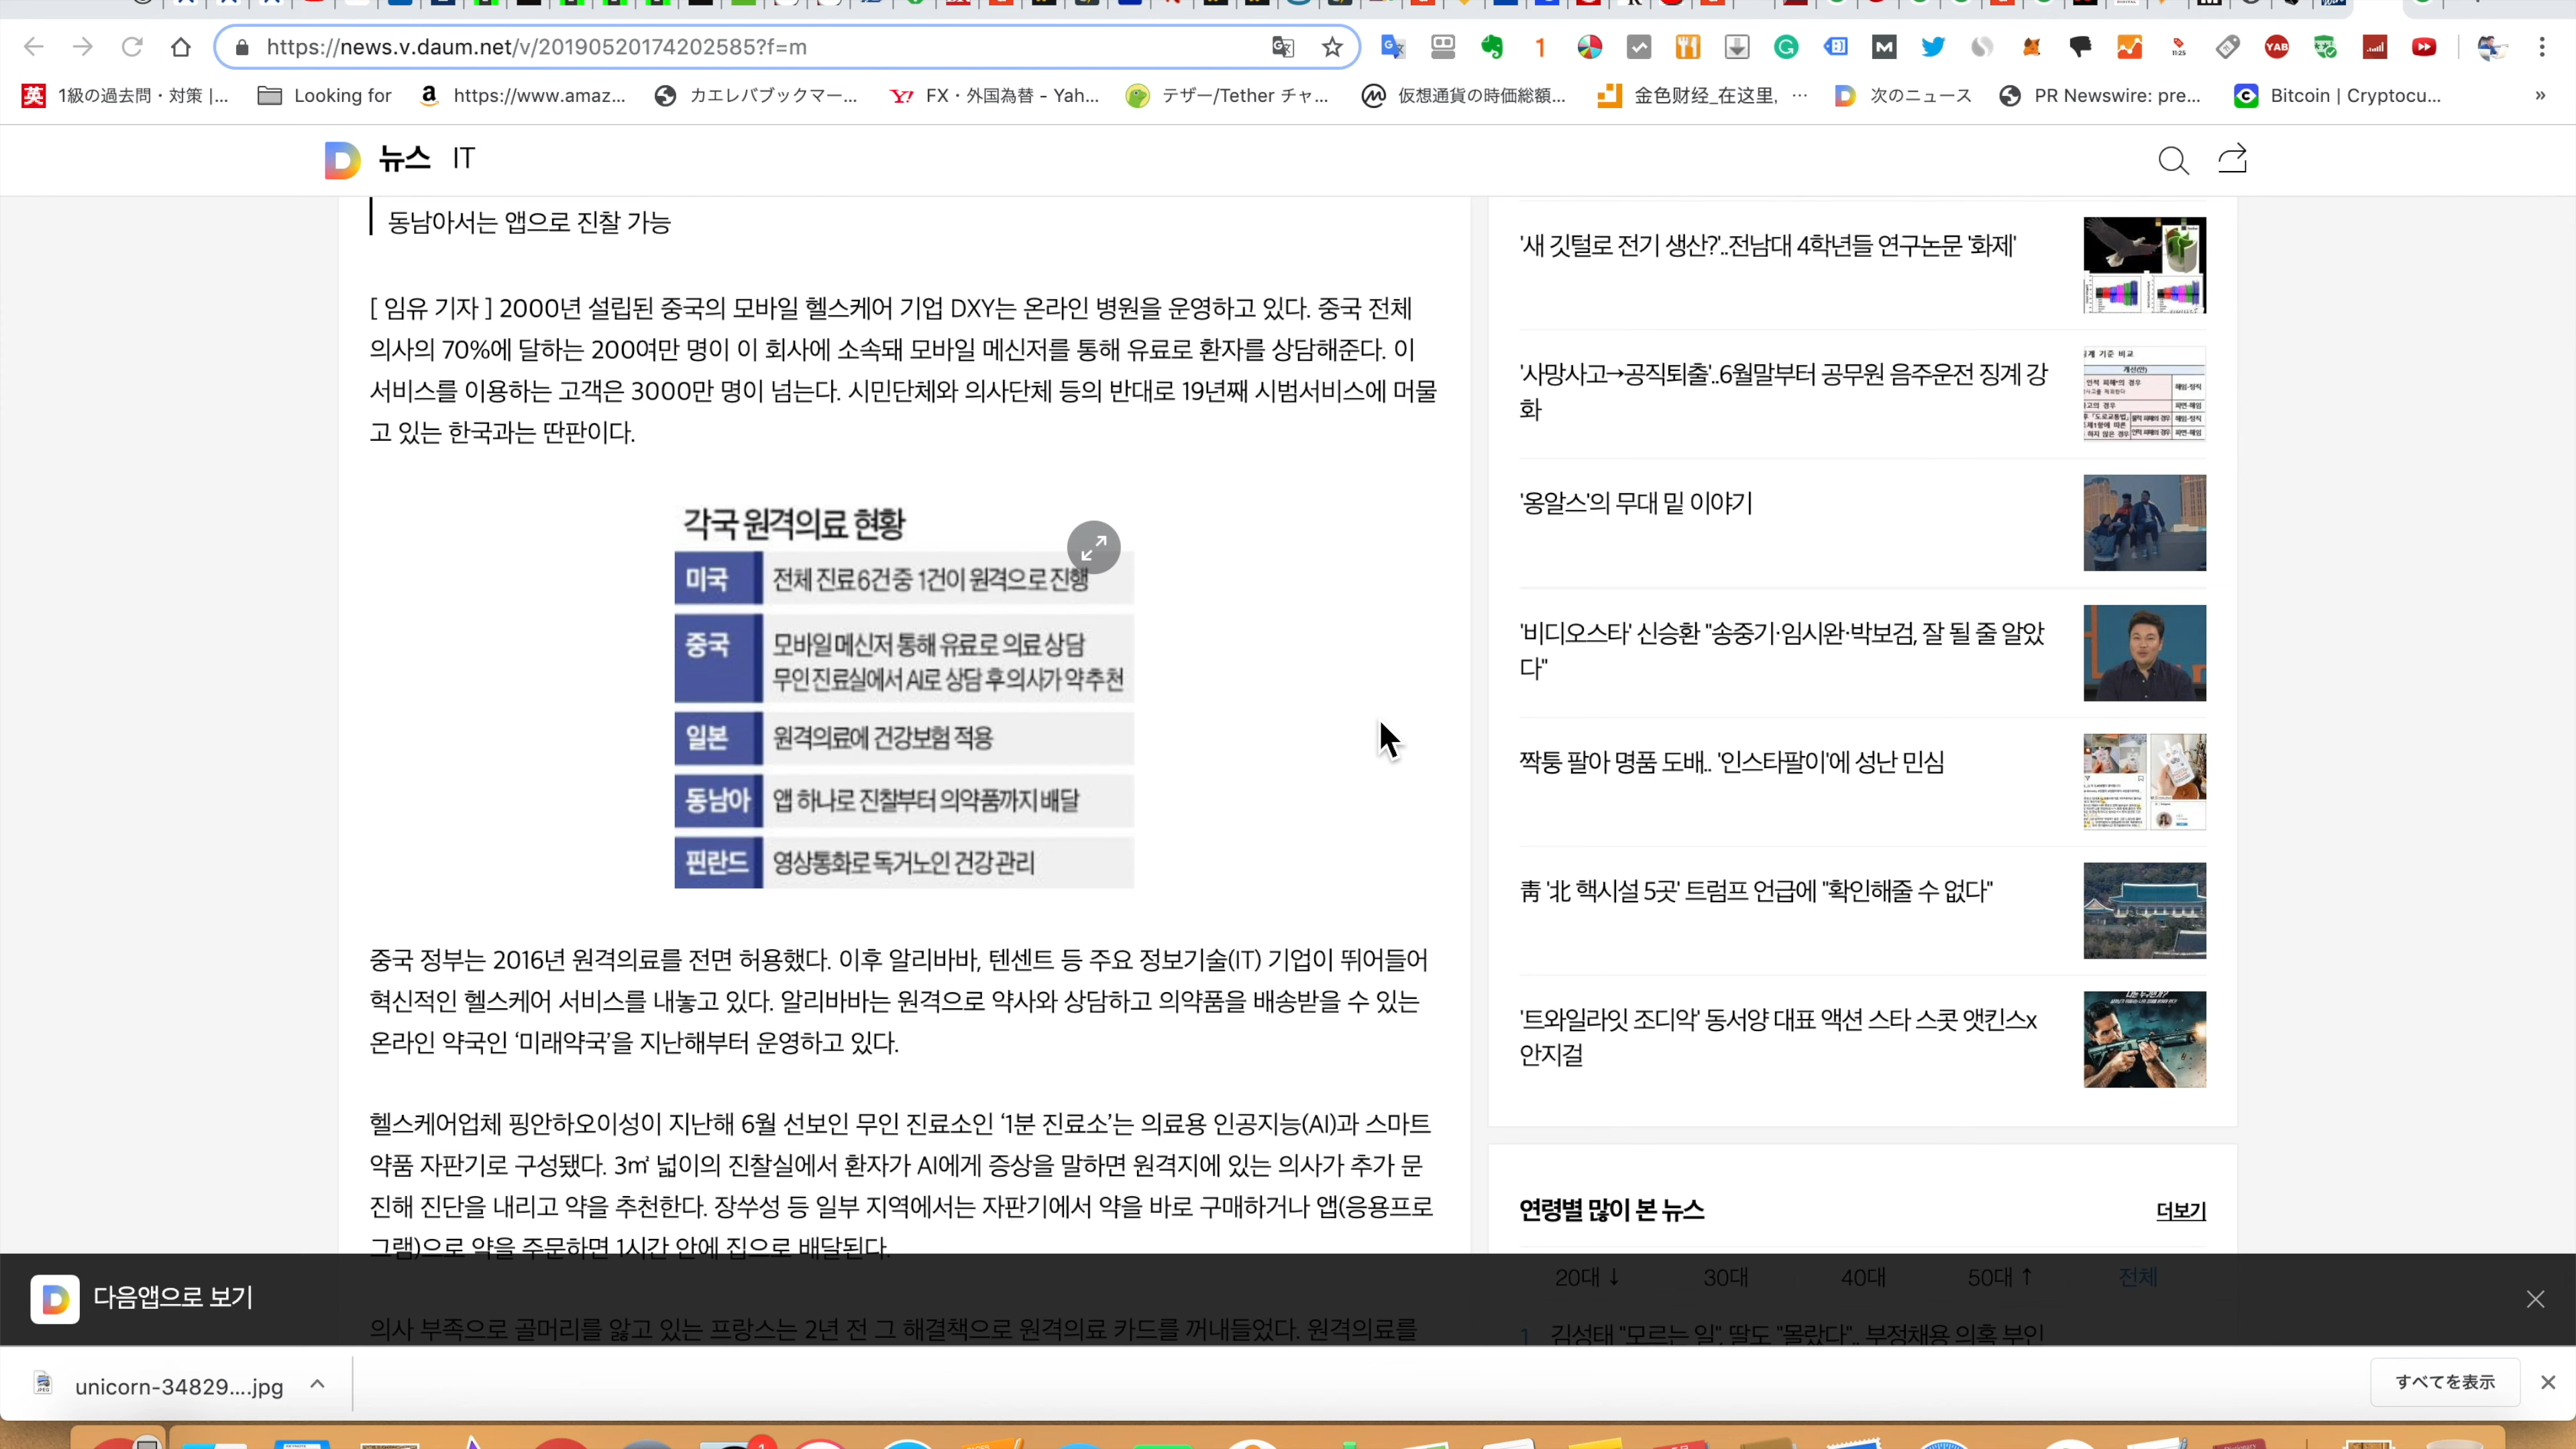 https://news.v.daum.net/v/20190520174202585?f=m
1級の過去問・対策 |...
Looking for
https://www.amaz...
カエレバブックマー...
FX・外国為替 - Yah...
テザー/Tether チャ...
仮想通貨の時価総額...
金色财经_在这里, ...
次のニュース
PR Newswire: pre...
Bitcoin | Cryptocu...
뉴스 IT
동남아서는 앱으로 진찰 가능
[ 임유 기자 ] 2000년 설립된 중국의 모바일 헬스케어 기업 DXY는 온라인 병원을 운영하고 있다. 중국 전체
의사의 70%에 달하는 200여만 명이 이 회사에 소속돼 모바일 메신저를 통해 유료로 환자를 상담해준다. 이
서비스를 이용하는 고객은 3000만 명이 넘는다. 시민단체와 의사단체 등의 반대로 19년째 시범서비스에 머물
고 있는 한국과는 딴판이다.
각국 원격의료 현황
미국 전체 진료 6건 중 1건이 원격으로 진행
중국 모바일 메신저 통해 유료로 의료 상담
무인 진료실에서 AI로 상담 후 의사가 약 추천
일본 원격의료에 건강보험 적용
동남아 앱 하나로 진찰부터 의약품까지 배달
핀란드 영상통화로 독거노인 건강 관리
중국 정부는 2016년 원격의료를 전면 허용했다. 이후 알리바바, 텐센트 등 주요 정보기술(IT) 기업이 뛰어들어
혁신적인 헬스케어 서비스를 내놓고 있다. 알리바바는 원격으로 약사와 상담하고 의약품을 배송받을 수 있는
온라인 약국인 ‘미래약국’을 지난해부터 운영하고 있다.
헬스케어업체 핑안하오이성이 지난해 6월 선보인 무인 진료소인 ‘1분 진료소’는 의료용 인공지능(AI)과 스마트
약품 자판기로 구성됐다. 3㎡ 넓이의 진찰실에서 환자가 AI에게 증상을 말하면 원격지에 있는 의사가 추가 문
진해 진단을 내리고 약을 추천한다. 장쑤성 등 일부 지역에서는 자판기에서 약을 바로 구매하거나 앱(응용프로
그램)으로 약을 주문하면 1시간 안에 집으로 배달된다.
의사 부족으로 골머리를 앓고 있는 프랑스는 2년 전 그 해결책으로 원격의료 카드를 꺼내들었다. 원격의료를
'새 깃털로 전기 생산?'..전남대 4학년들 연구논문 '화제'
'사망사고→공직퇴출'..6월말부터 공무원 음주운전 징계 강
화
'옹알스'의 무대 밑 이야기
'비디오스타' 신승환 "송중기·임시완·박보검, 잘 될 줄 알았
다"
짝퉁 팔아 명품 도배.. '인스타팔이'에 성난 민심
靑 '北 핵시설 5곳' 트럼프 언급에 "확인해줄 수 없다"
'트와일라잇 조디악' 동서양 대표 액션 스타 스콧 앳킨스x
안지걸
연령별 많이 본 뉴스 더보기
20대 ↓ 30대 40대 50대 ↑ 전체
1 김성태 "모르는 일", 딸도 "몰랐다".. 부정채용 의혹 부인
다음앱으로 보기
unicorn-34829....jpg
すべてを表示